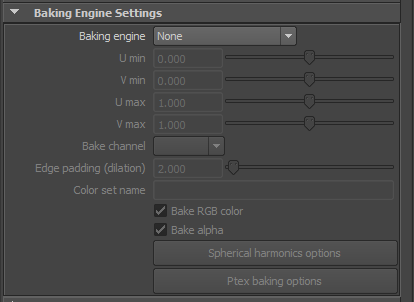 Baking Engine Settings
Baking engine None
U min 0.000
V min 0.000
U max 1.000
V max 1.000
Bake channel
Edge padding (dilation) 2.000
Color set name
Bake RGB color
Bake alpha
Spherical harmonics options
Ptex baking options